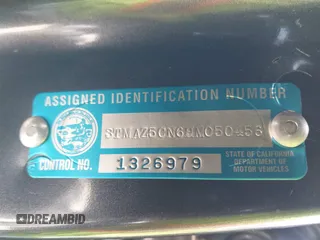 ASSIGNED IDENTIFICATION NUMBER
CONTROL NO.
1326979
STATE OF CALIFORNIA
DEPARTMENT OF
MOTOR VEHICLES
DREAMBID